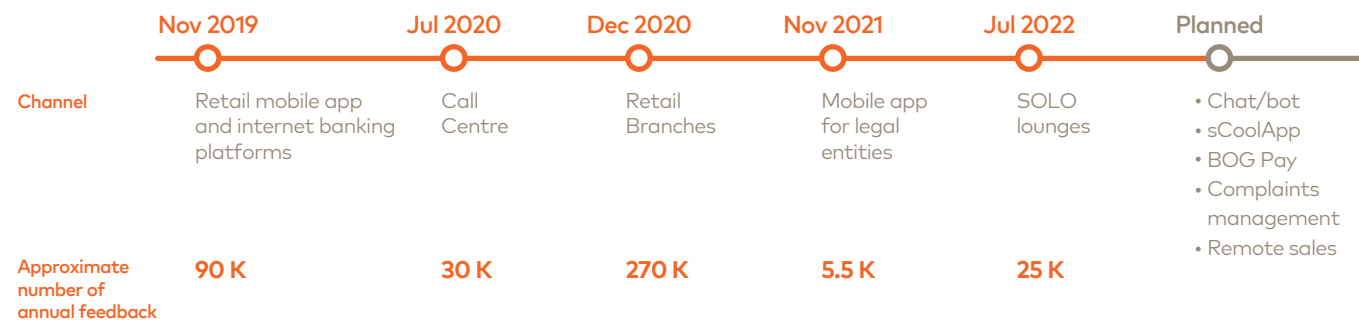 Nov 2019
Jul 2020
Dec 2020
Nov 2021
Jul 2022
Planned
Channel
Retail mobile app
and internet banking
platforms
Call
Centre
Retail
Branches
Mobile app
for legal
entities
SOLO
lounges
• Chat/bot
• sCoolApp
• BOG Pay
• Complaints
management
• Remote sales
Approximate
number of
annual feedback
90 K
30 K
270 K
5.5 K
25 K